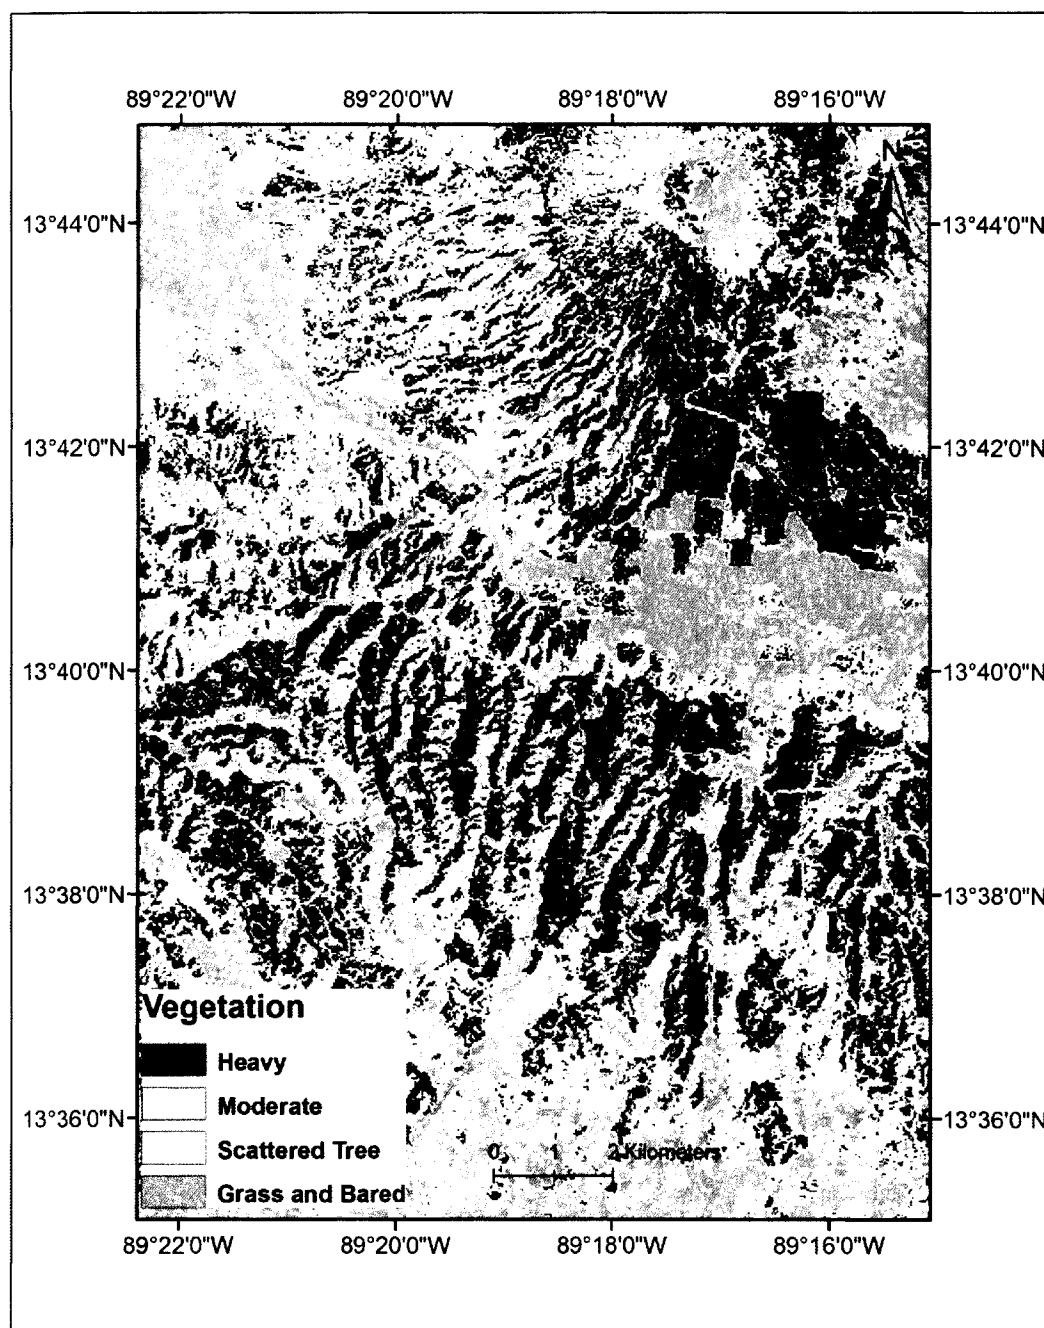 89°22'0"W 89°20'0"W 89°18'0"W 89°16'0"W
13°44'0"N 13°44'0"N
13°42'0"N 13°42'0"N
13°40'0"N 13°40'0"N
13°38'0"N 13°38'0"N
Vegetation
Heavy
Moderate
13°36'0"N 13°36'0"N
Scattered Tree
0 1 2 Kilometers
Grass and Bared
89°22'0"W 89°20'0"W 89°18'0"W 89°16'0"W